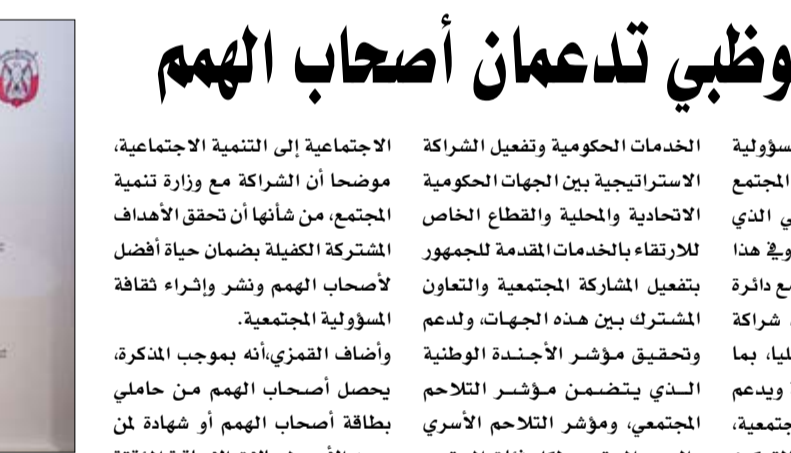 وظبي تدعمان أصحاب الهمم
سؤولية
المجتمع
ي الذي
وفي هذا
مع دائرة
شراكة
ليا، بما
ويدعم
جتمعية،
الخدمات الحكومية وتفعيل الشراكة
الاستراتيجية بين الجهات الحكومية
الاتحادية والمحلية والقطاع الخاص
للارتقاء بالخدمات المقدمة للجمهور
بتفعيل المشاركة المجتمعية والتعاون
المشترك بين هذه الجهات، ولدعم
وتحقيق مؤشر الأجندة الوطنية
الذي يتضمن مؤشر التلاحم
المجتمعي، ومؤشر التلاحم الأسري
الاجتماعية إلى التنمية الاجتماعية،
موضحا أن الشراكة مع وزارة تنمية
المجتمع، من شأنها أن تحقق الأهداف
المشتركة الكفيلة بضمان حياة أفضل
لأصحاب الهمم ونشر وإثراء ثقافة
المسؤولية المجتمعية.
وأضاف القمزي،أنه بموجب المذكرة،
يحصل أصحاب الهمم من حاملي
بطاقة أصحاب الهمم أو شهادة لمن